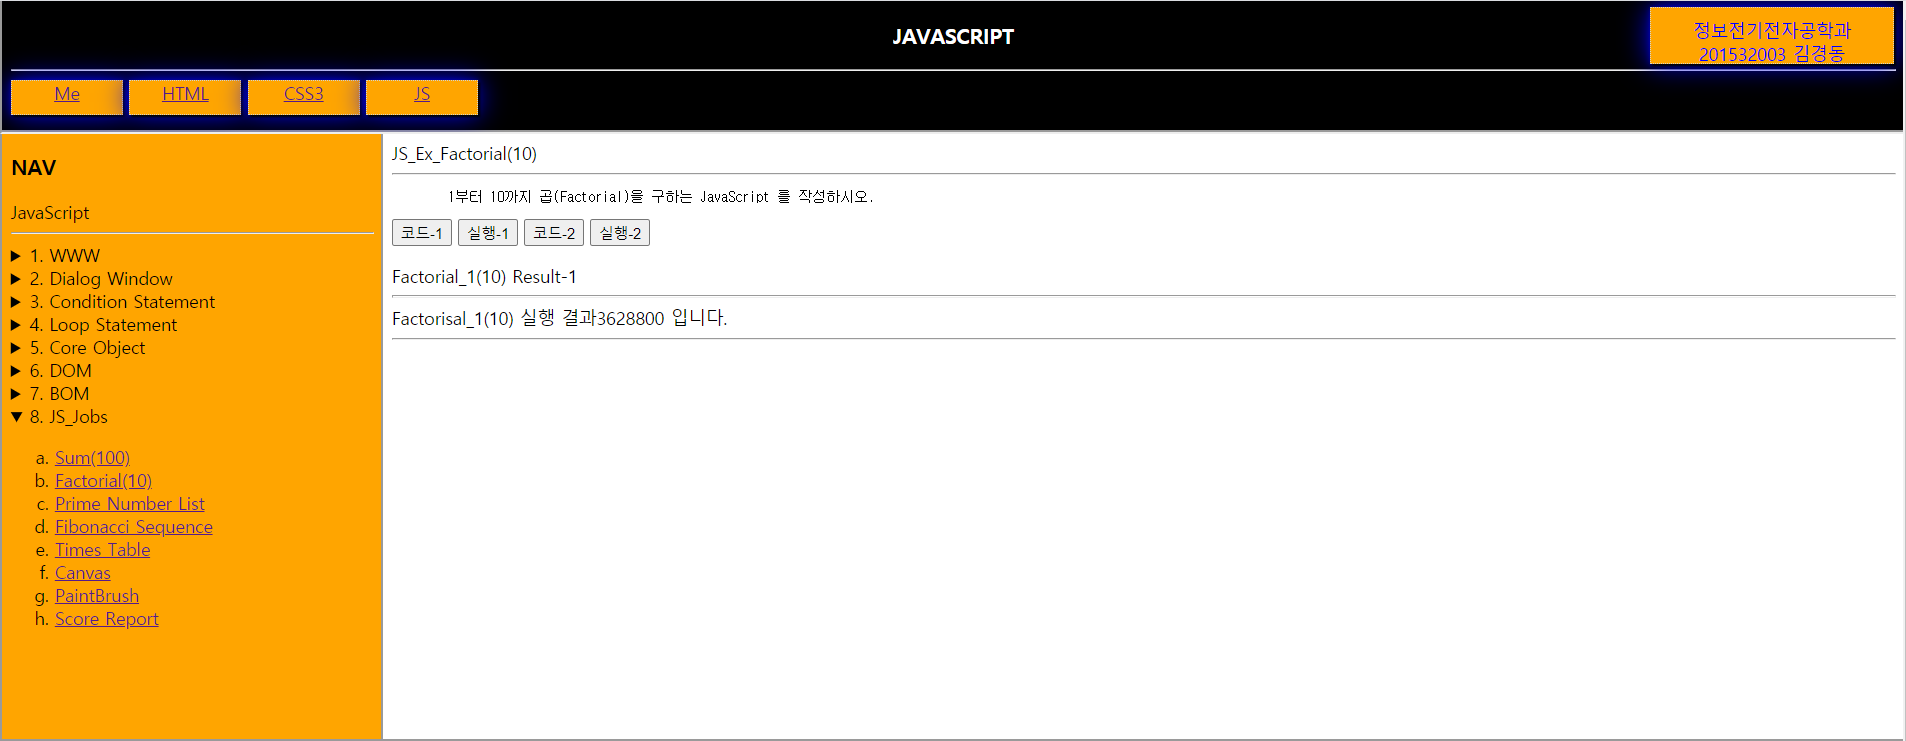 JAVASCRIPT
정보전기전자공학과
201532003 김경동
Me HTML CSS3 JS
NAV
JavaScript
1. WWW
2. Dialog Window
3. Condition Statement
4. Loop Statement
5. Core Object
6. DOM
7. BOM
8. JS_Jobs
a. Sum(100)
b. Factorial(10)
c. Prime Number List
d. Fibonacci Sequence
e. Times Table
f. Canvas
g. PaintBrush
h. Score Report
JS_Ex_Factorial(10)
1부터 10까지 곱(Factorial)을 구하는 JavaScript 를 작성하시오.
코드-1 실행-1 코드-2 실행-2
Factorial_1(10) Result-1
Factorisal_1(10) 실행 결과3628800 입니다.